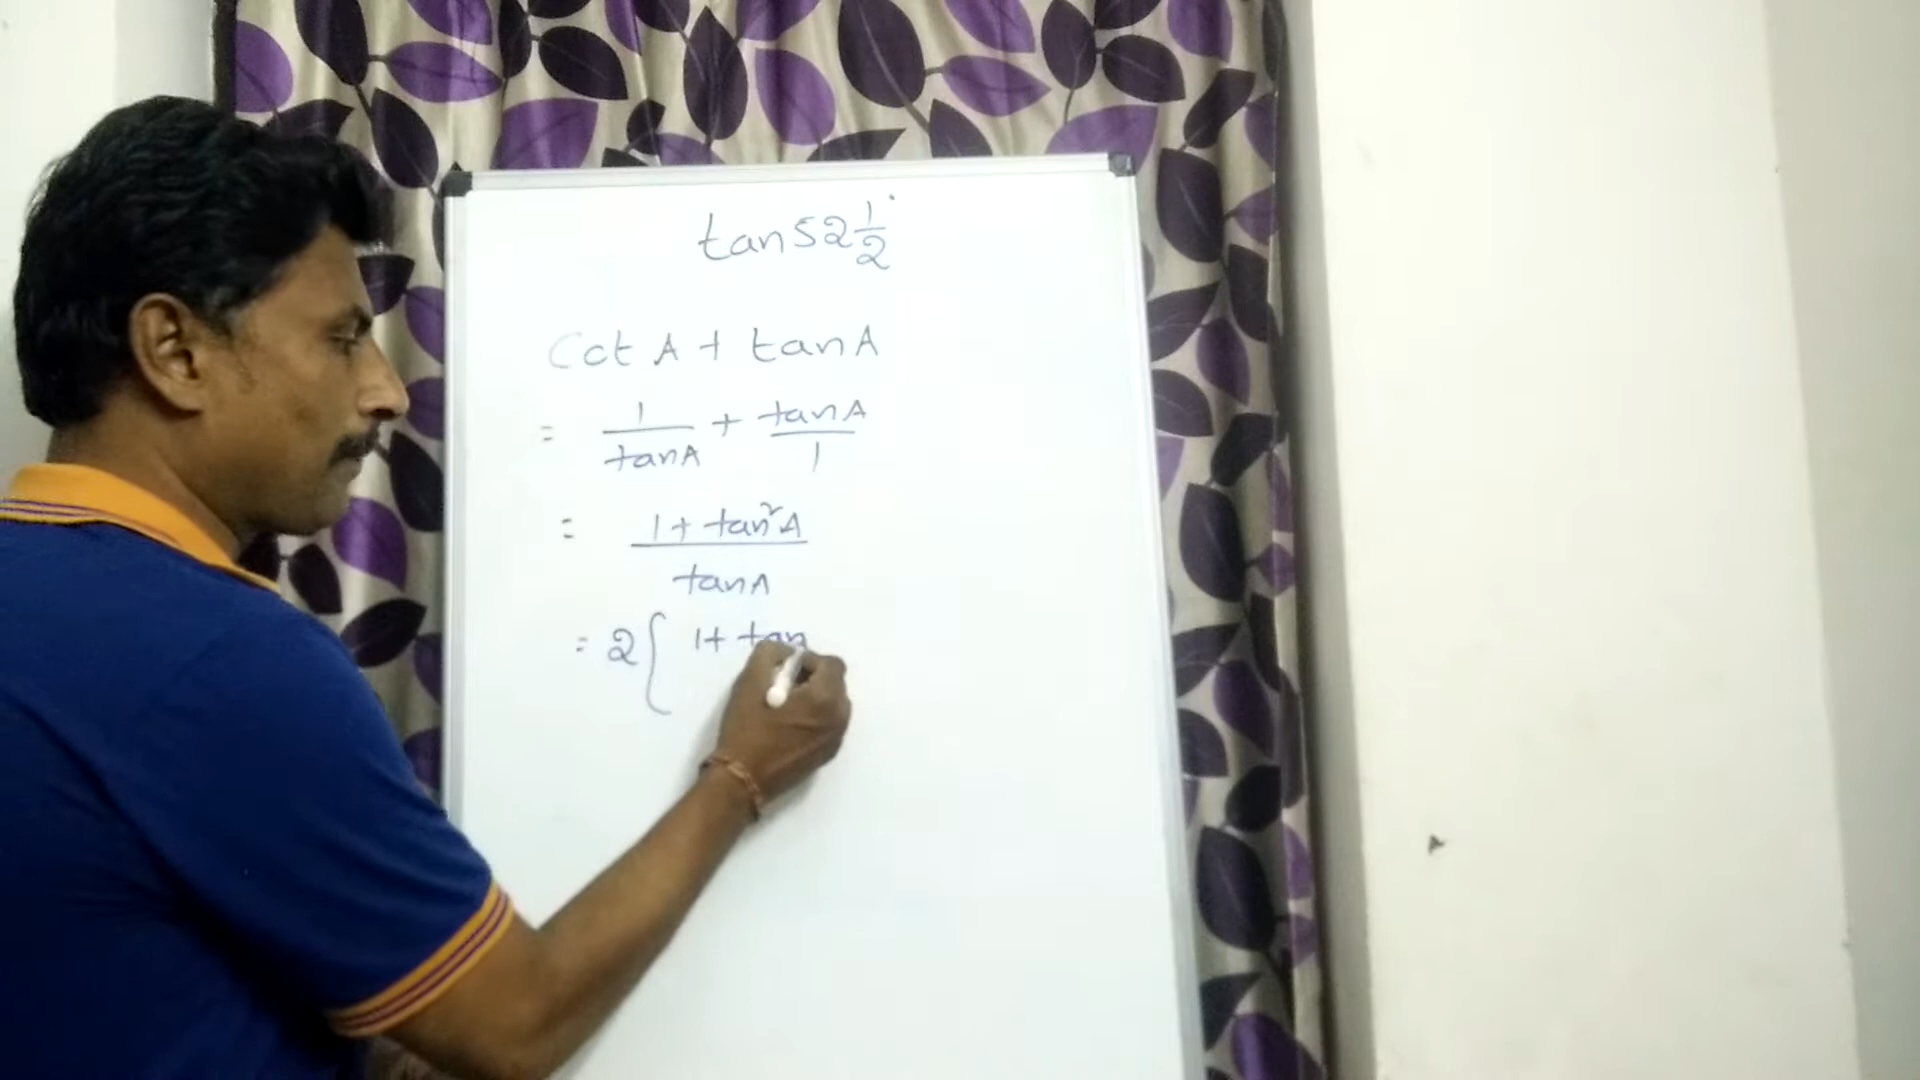 tan 52 1/2°
Cot A + tan A
= 1/tanA + tanA/1
= 1 + tan²A / tanA
= 2 { 1 + tan